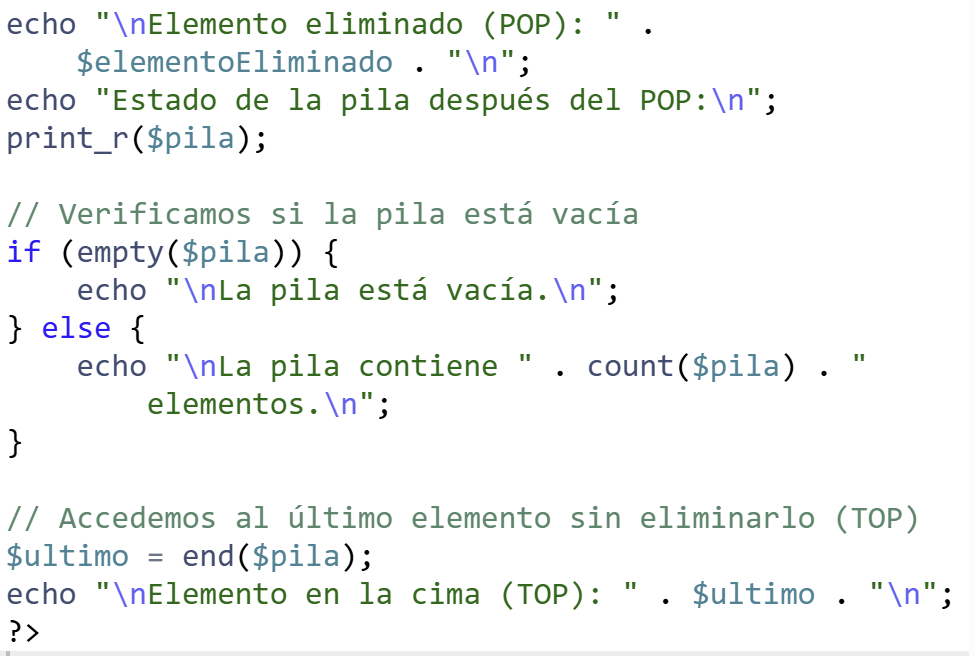 echo "\nElemento eliminado (POP): " .
    $elementoEliminado . "\n";
echo "Estado de la pila después del POP:\n";
print_r($pila);

// Verificamos si la pila está vacía
if (empty($pila)) {
    echo "\nLa pila está vacía.\n";
} else {
    echo "\nLa pila contiene " . count($pila) . "
        elementos.\n";
}

// Accedemos al último elemento sin eliminarlo (TOP)
$ultimo = end($pila);
echo "\nElemento en la cima (TOP): " . $ultimo . "\n";
?>